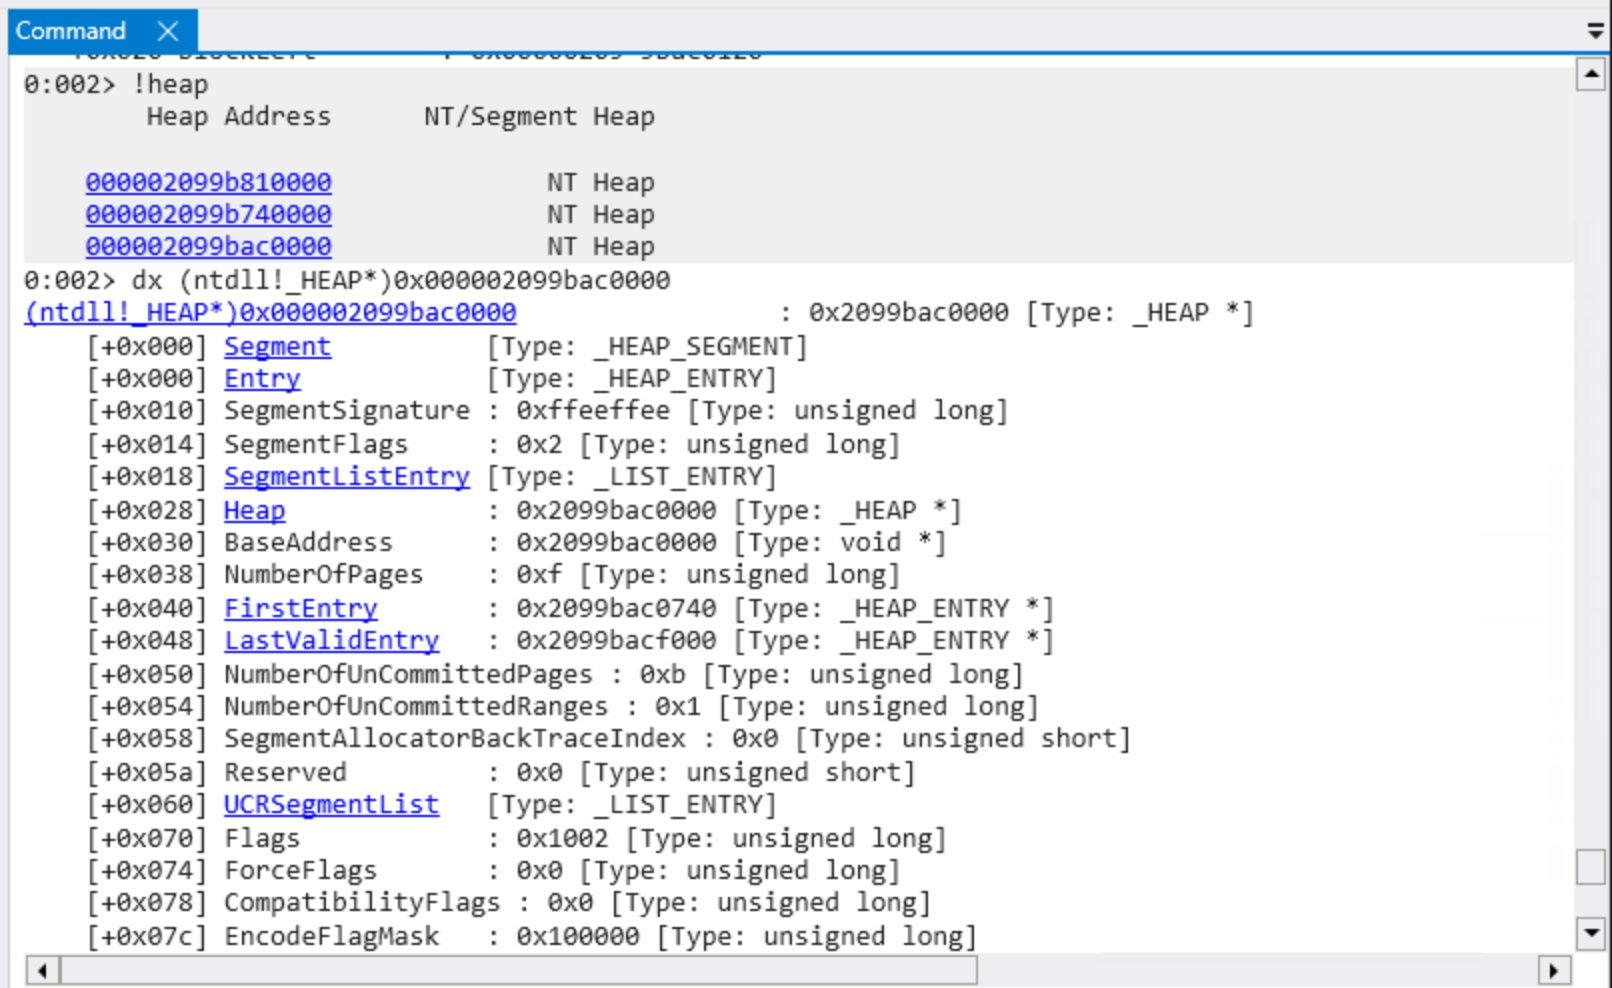 Command
0:002> !heap
Heap Address NT/Segment Heap
000002099b810000 NT Heap
000002099b740000 NT Heap
000002099bac0000 NT Heap
0:002> dx (ntdll!_HEAP*)0x000002099bac0000
(ntdll!_HEAP*)0x000002099bac0000 : 0x2099bac0000 [Type: _HEAP *]
[+0x000] Segment [Type: _HEAP_SEGMENT]
[+0x000] Entry [Type: _HEAP_ENTRY]
[+0x010] SegmentSignature : 0xffeeffee [Type: unsigned long]
[+0x014] SegmentFlags : 0x2 [Type: unsigned long]
[+0x018] SegmentListEntry [Type: _LIST_ENTRY]
[+0x028] Heap : 0x2099bac0000 [Type: _HEAP *]
[+0x030] BaseAddress : 0x2099bac0000 [Type: void *]
[+0x038] NumberOfPages : 0xf [Type: unsigned long]
[+0x040] FirstEntry : 0x2099bac0740 [Type: _HEAP_ENTRY *]
[+0x048] LastValidEntry : 0x2099bacf000 [Type: _HEAP_ENTRY *]
[+0x050] NumberOfUnCommittedPages : 0xb [Type: unsigned long]
[+0x054] NumberOfUnCommittedRanges : 0x1 [Type: unsigned long]
[+0x058] SegmentAllocatorBackTraceIndex : 0x0 [Type: unsigned short]
[+0x05a] Reserved : 0x0 [Type: unsigned short]
[+0x060] UCRSegmentList [Type: _LIST_ENTRY]
[+0x070] Flags : 0x1002 [Type: unsigned long]
[+0x074] ForceFlags : 0x0 [Type: unsigned long]
[+0x078] CompatibilityFlags : 0x0 [Type: unsigned long]
[+0x07c] EncodeFlagMask : 0x100000 [Type: unsigned long]